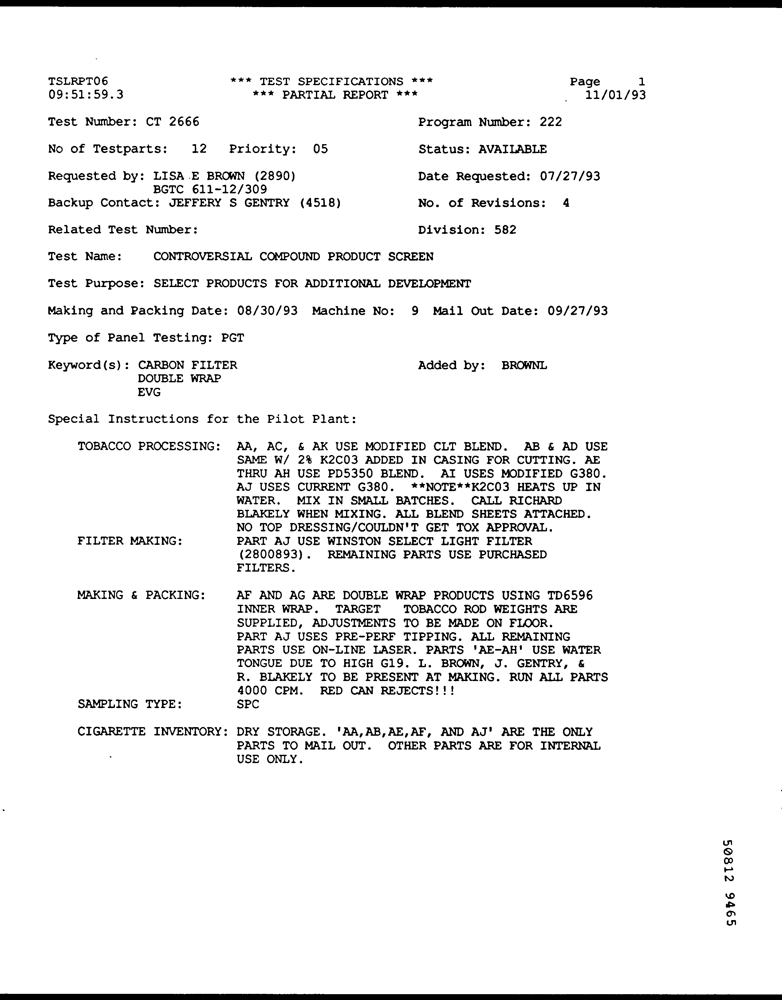 TSLRPT06 *** TEST SPECIFICATIONS *** Page 1
09:51:59.3 *** PARTIAL REPORT *** 11/01/93
Test Number: CT 2666 Program Number: 222
No of Testparts: 12 Priority: 05 Status: AVAILABLE
Requested by: LISA E BROWN (2890) Date Requested: 07/27/93
BGTC 611-12/309
Backup Contact: JEFFERY S GENTRY (4518) No. of Revisions: 4
Related Test Number: Division: 582
Test Name: CONTROVERSIAL COMPOUND PRODUCT SCREEN
Test Purpose: SELECT PRODUCTS FOR ADDITIONAL DEVELOPMENT
Making and Packing Date: 08/30/93 Machine No: 9 Mail Out Date: 09/27/93
Type of Panel Testing: PGT
Keyword(s): CARBON FILTER Added by: BROWNL
DOUBLE WRAP
EVG
Special Instructions for the Pilot Plant:
TOBACCO PROCESSING: AA, AC, & AK USE MODIFIED CLT BLEND. AB & AD USE
SAME W/ 2% K2C03 ADDED IN CASING FOR CUTTING. AE
THRU AH USE PD5350 BLEND. AI USES MODIFIED G380.
AJ USES CURRENT G380. **NOTE**K2C03 HEATS UP IN
WATER. MIX IN SMALL BATCHES. CALL RICHARD
BLAKELY WHEN MIXING. ALL BLEND SHEETS ATTACHED.
NO TOP DRESSING/COULDN'T GET TOX APPROVAL.
FILTER MAKING: PART AJ USE WINSTON SELECT LIGHT FILTER
(2800893). REMAINING PARTS USE PURCHASED
FILTERS.
MAKING & PACKING: AF AND AG ARE DOUBLE WRAP PRODUCTS USING TD6596
INNER WRAP. TARGET TOBACCO ROD WEIGHTS ARE
SUPPLIED, ADJUSTMENTS TO BE MADE ON FLOOR.
PART AJ USES PRE-PERF TIPPING. ALL REMAINING
PARTS USE ON-LINE LASER. PARTS 'AE-AH' USE WATER
TONGUE DUE TO HIGH G19. L. BROWN, J. GENTRY, &
R. BLAKELY TO BE PRESENT AT MAKING. RUN ALL PARTS
4000 CPM. RED CAN REJECTS!!!
SAMPLING TYPE: SPC
CIGARETTE INVENTORY: DRY STORAGE. 'AA,AB,AE,AF, AND AJ' ARE THE ONLY
PARTS TO MAIL OUT. OTHER PARTS ARE FOR INTERNAL
USE ONLY.
50812 9465